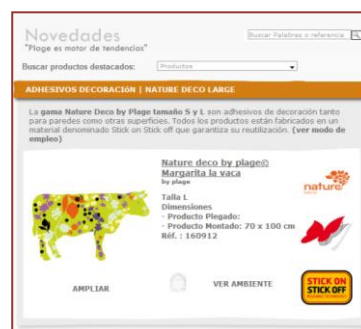 Novedades
"Plage es motor de tendencias"
Buscar Palabras o referencia
Buscar productos destacados: Productos
ADHESIVOS DECORACIóN | NATURE DECO LARGE
La gama Nature Deco by Plage tamaño S y L son adhesivos de decoración tanto
para paredes como otras superficies. Todos los productos están fabricados en un
material denominado Stick on Stick off que garantiza su reutilización. (ver modo de
empleo)
Nature deco by plage©
Margarita la vaca
by plage
nature
Talla L
Dimensiones
- Producto Plegado:
- Producto Montado: 70 x 100 cm
Réf. : 160912
AMPLIAR
VER AMBIENTE
STICK ON
STICK OFF